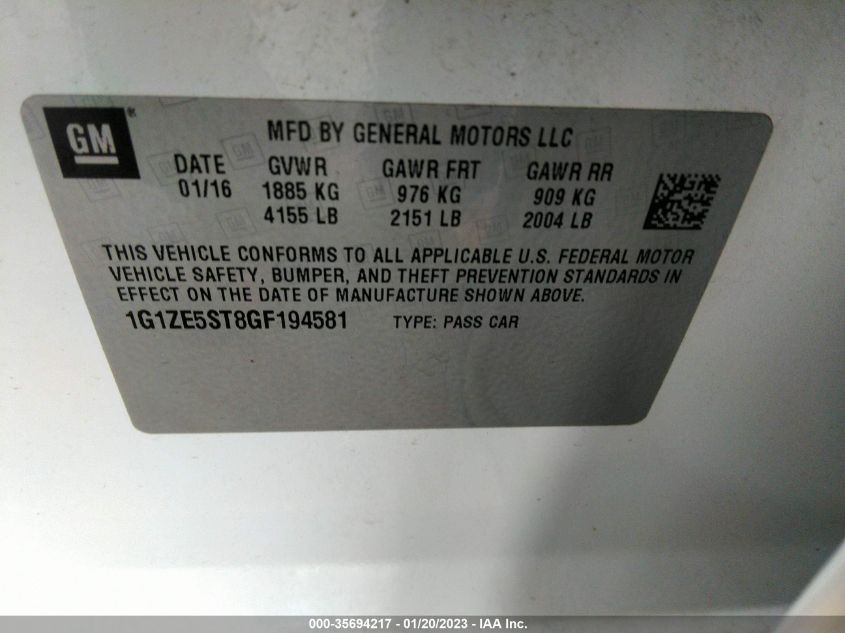 GM ®
MFD BY GENERAL MOTORS LLC
DATE GVWR GAWR FRT GAWR RR
01/16 1885 KG 976 KG 909 KG
4155 LB 2151 LB 2004 LB
THIS VEHICLE CONFORMS TO ALL APPLICABLE U.S. FEDERAL MOTOR
VEHICLE SAFETY, BUMPER, AND THEFT PREVENTION STANDARDS IN
EFFECT ON THE DATE OF MANUFACTURE SHOWN ABOVE.
1G1ZE5ST8GF194581 TYPE: PASS CAR
000-35694217 - 01/20/2023 - IAA Inc.